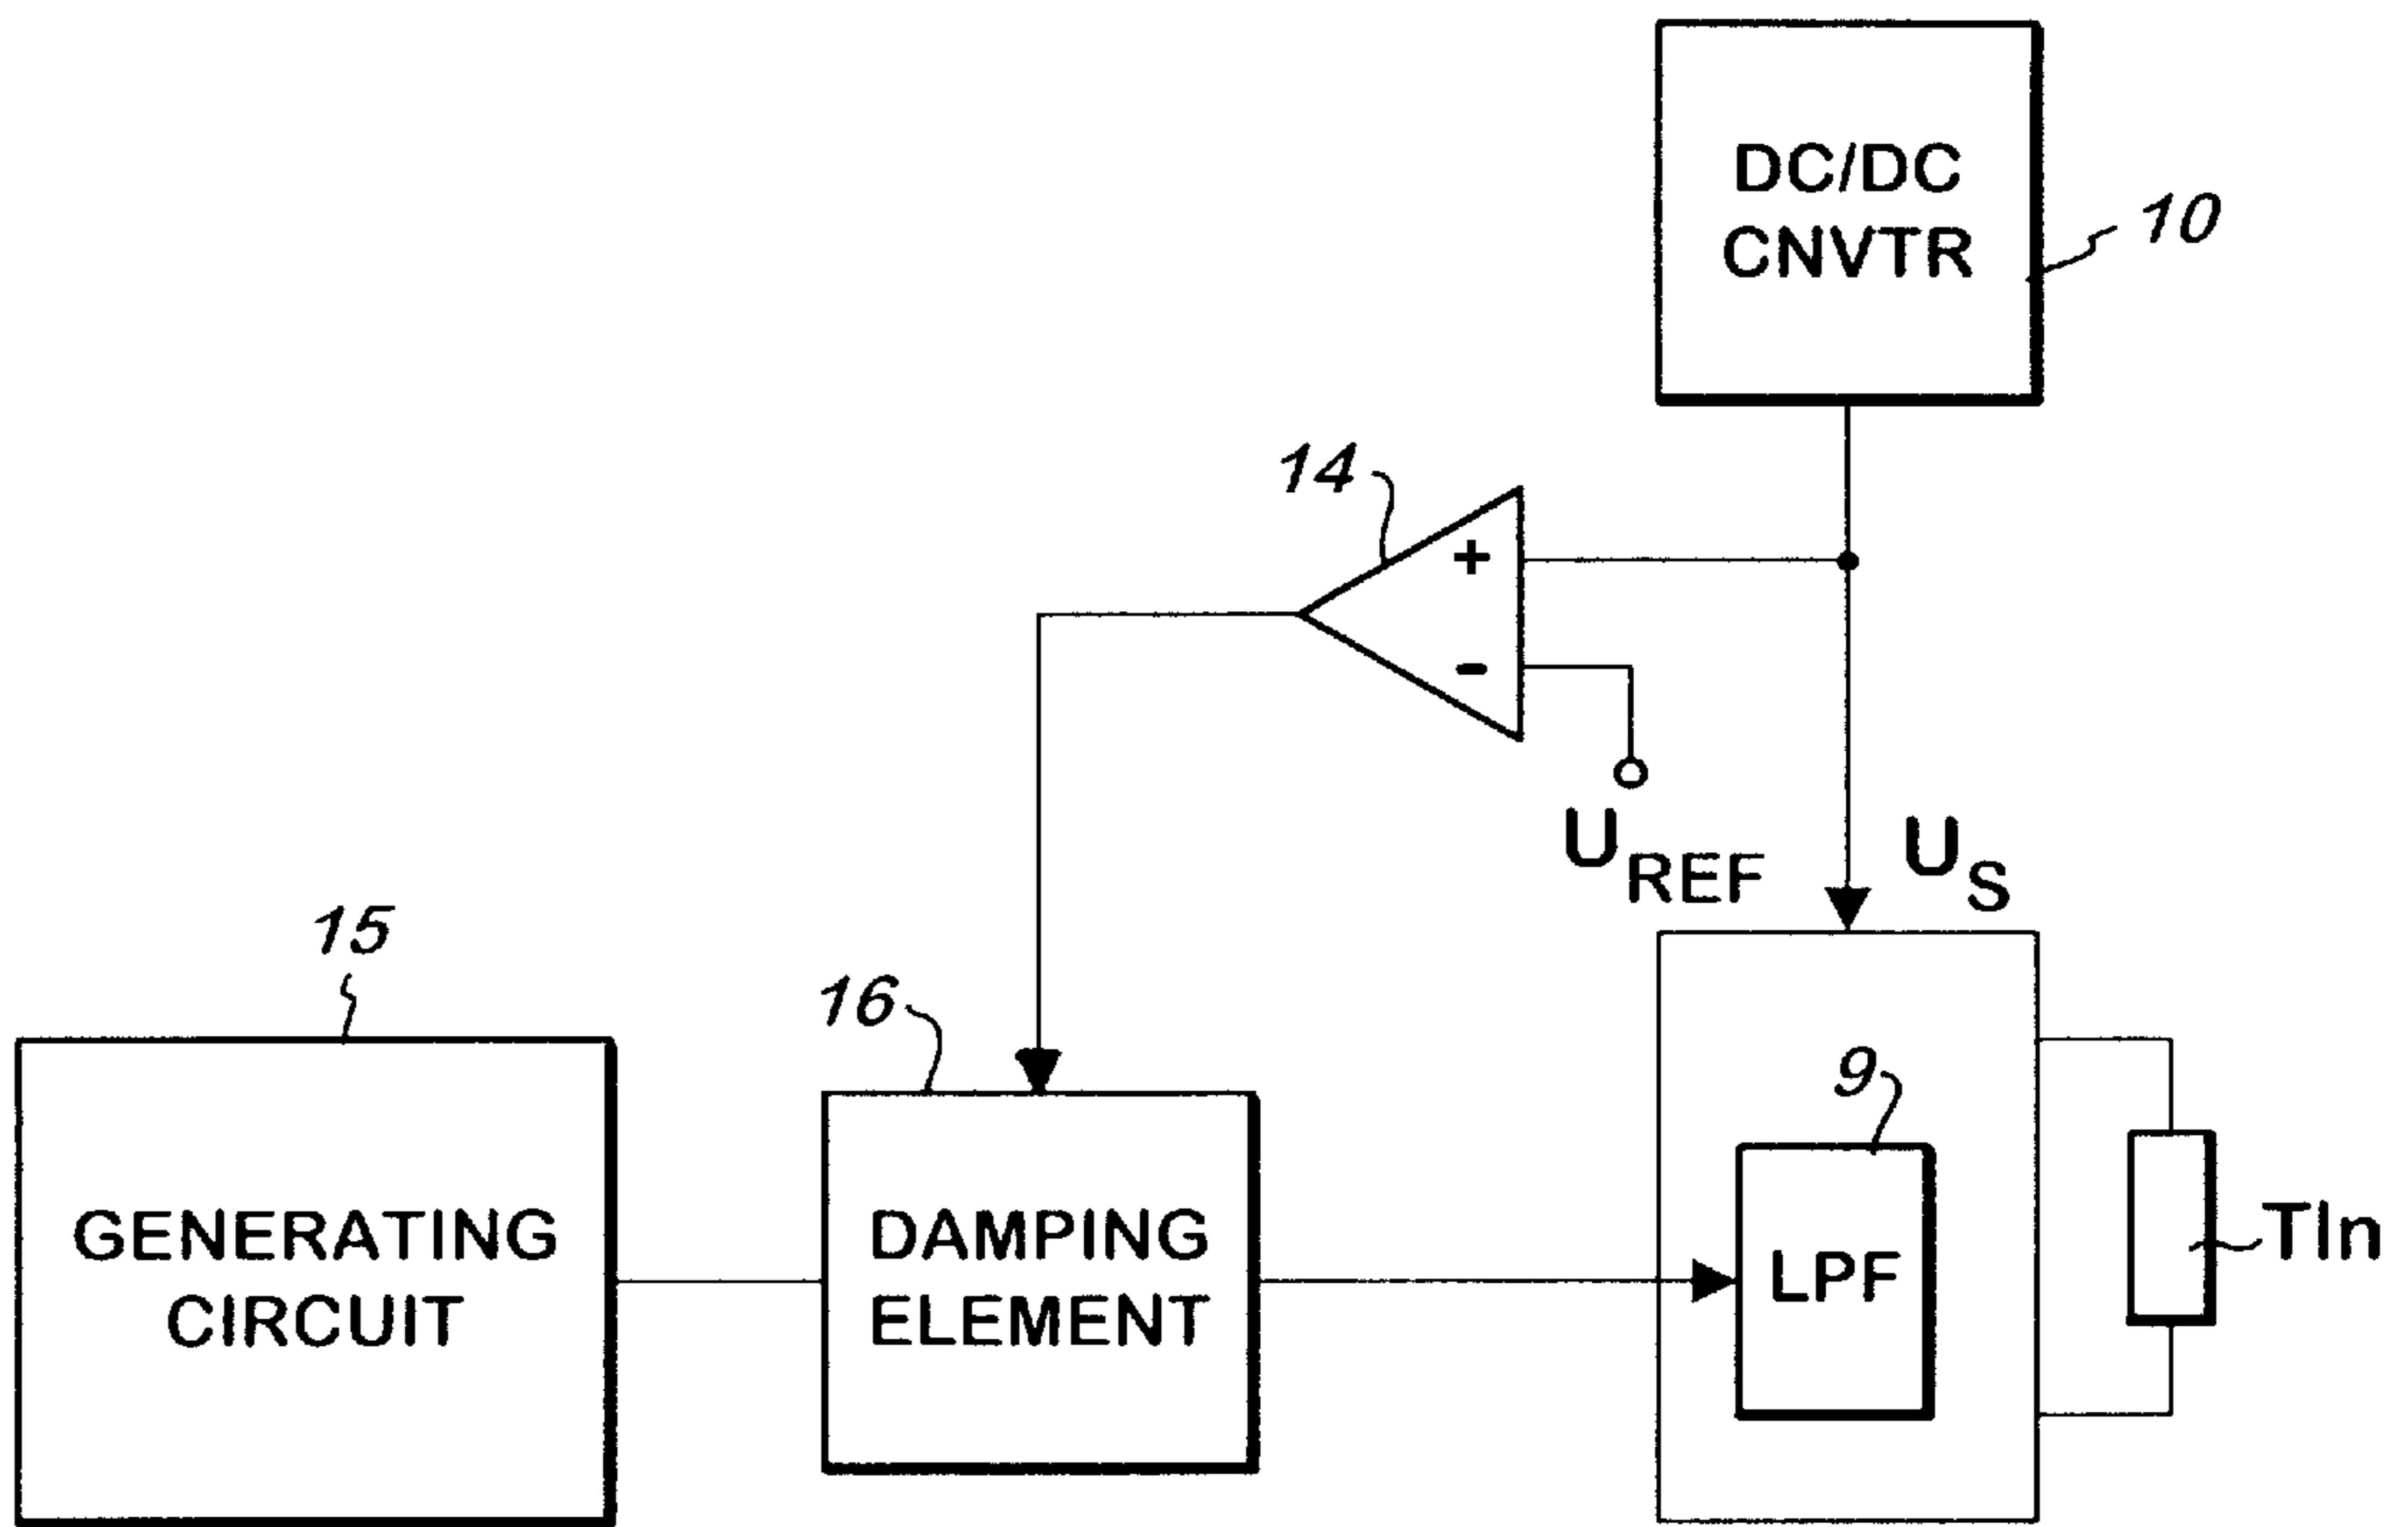 DC/DC
CNVTR
10
14
+
-
U_REF
U_S
15
16
9
GENERATING
CIRCUIT
DAMPING
ELEMENT
LPF
Tln